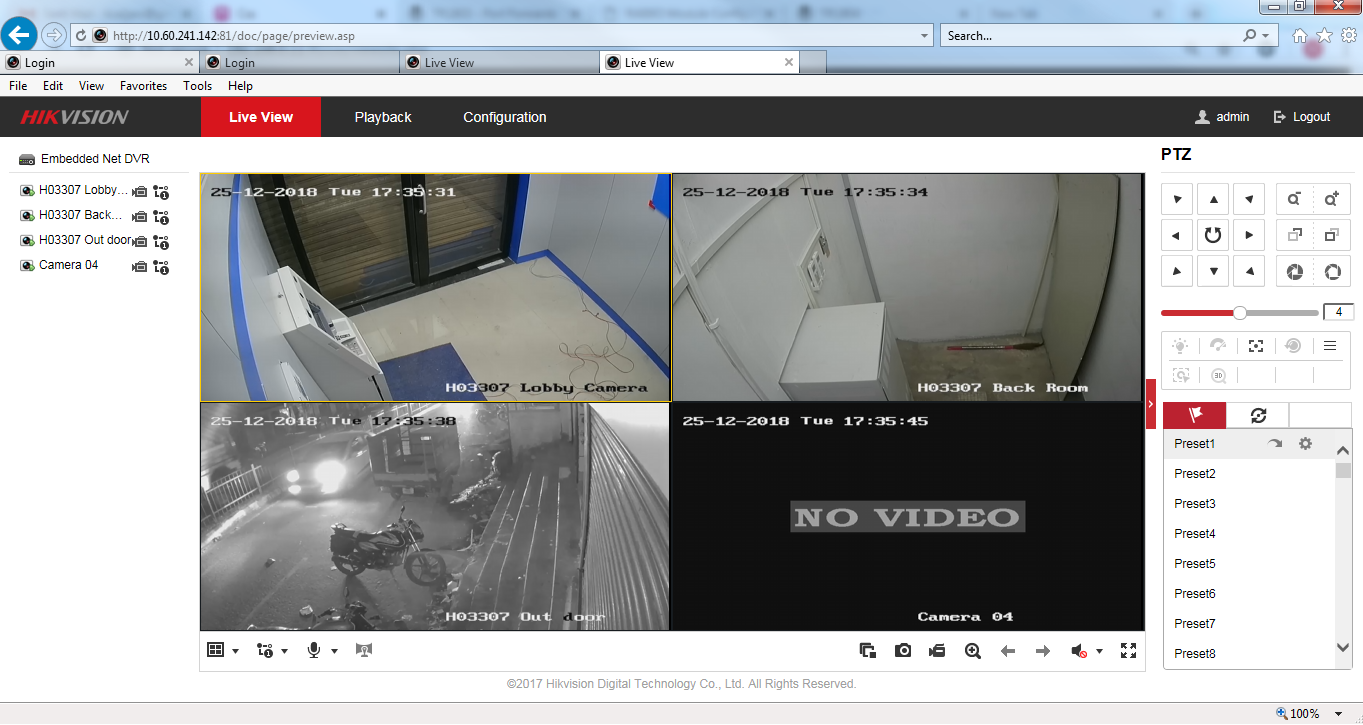 http://10.60.241.142:81/doc/page/preview.asp
Search...
Login
Login
Live View
Live View
File Edit View Favorites Tools Help
HIKVISION
Live View
Playback
Configuration
admin
Logout
Embedded Net DVR
H03307 Lobby...
H03307 Back...
H03307 Out door
Camera 04
25-12-2018 Tue 17:35:31
H03307 Lobby Camera
25-12-2018 Tue 17:35:34
H03307 Back Room
25-12-2018 Tue 17:35:38
H03307 Out door
25-12-2018 Tue 17:35:45
NO VIDEO
Camera 04
PTZ
4
3D
Preset1
Preset2
Preset3
Preset4
Preset5
Preset6
Preset7
Preset8
©2017 Hikvision Digital Technology Co., Ltd. All Rights Reserved.
100%